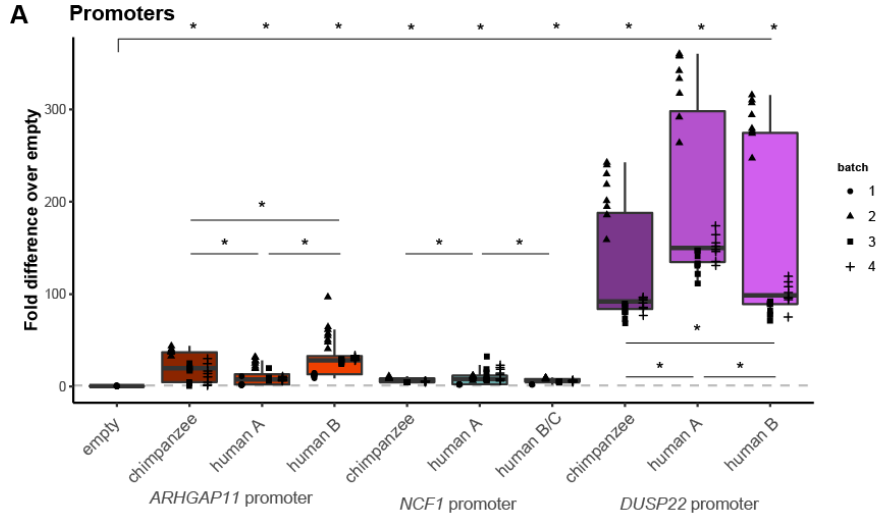 A Promoters
* * * * * * * * *
Fold difference over empty
300
200
100
0
*
* *
* *
*
* *
batch
1
2
3
4
empty
chimpanzee
human A
human B
chimpanzee
human A
human B/C
chimpanzee
human A
human B
ARHGAP11 promoter
NCF1 promoter
DUSP22 promoter